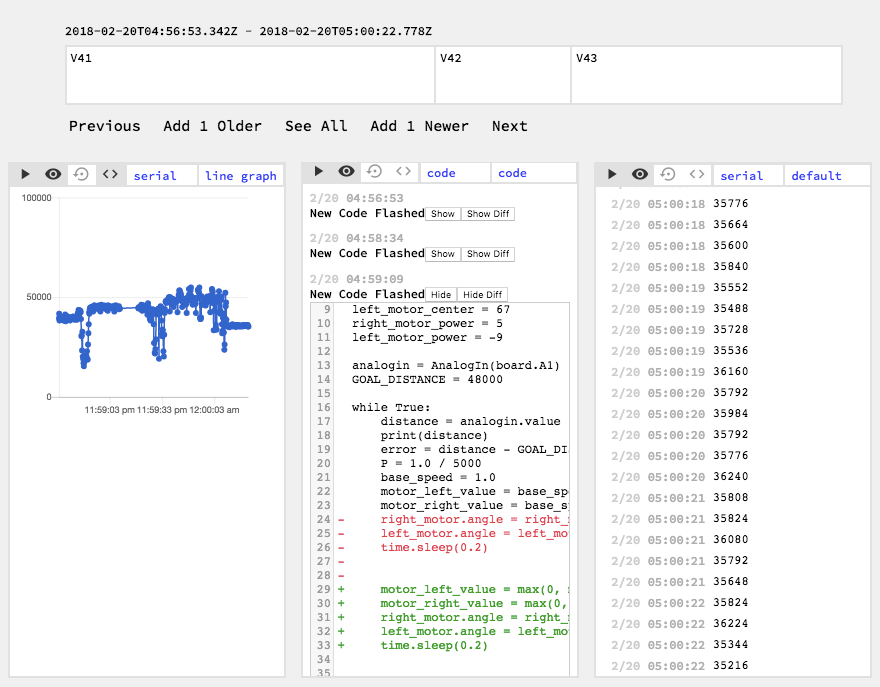 2018-02-20T04:56:53.342Z - 2018-02-20T05:00:22.778Z
V41
V42
V43
Previous Add 1 Older See All Add 1 Newer Next
serial line graph
100000
50000
0
11:59:03 pm 11:59:33 pm 12:00:03 am
code code
2/20 04:56:53
New Code Flashed Show Show Diff
2/20 04:58:34
New Code Flashed Show Show Diff
2/20 04:59:09
New Code Flashed Hide Hide Diff
9 left_motor_center = 67
10 right_motor_power = 5
11 left_motor_power = -9
12
13 analogin = AnalogIn(board.A1)
14 GOAL_DISTANCE = 48000
15
16 while True:
17 distance = analogin.value
18 print(distance)
19 error = distance - GOAL_DI
20 P = 1.0 / 5000
21 base_speed = 1.0
22 motor_left_value = base_sp
23 motor_right_value = base_s
24 - right_motor.angle = right_
25 - left_motor.angle = left_mo
26 - time.sleep(0.2)
27 -
28 -
29 + motor_left_value = max(0,
30 + motor_right_value = max(0,
31 + right_motor.angle = right_
32 + left_motor.angle = left_mo
33 + time.sleep(0.2)
34
35
serial default
2/20 05:00:18 35776
2/20 05:00:18 35664
2/20 05:00:18 35600
2/20 05:00:18 35840
2/20 05:00:19 35552
2/20 05:00:19 35488
2/20 05:00:19 35728
2/20 05:00:19 35536
2/20 05:00:19 36160
2/20 05:00:20 35792
2/20 05:00:20 35984
2/20 05:00:20 35792
2/20 05:00:20 35776
2/20 05:00:20 36240
2/20 05:00:21 35808
2/20 05:00:21 35824
2/20 05:00:21 36080
2/20 05:00:21 35792
2/20 05:00:21 35648
2/20 05:00:22 35824
2/20 05:00:22 36224
2/20 05:00:22 35344
2/20 05:00:22 35216